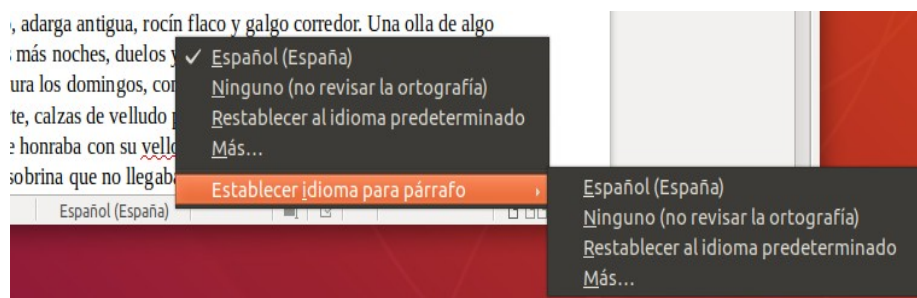 , adarga antigua, rocín flaco y galgo corredor. Una olla de algo
más noches, duelos y
ura los domingos, con
te, calzas de velludo
honraba con su vello
sobrina que no llegaba
✓ Español (España)
Ninguno (no revisar la ortografía)
Restablecer al idioma predeterminado
Más...
Establecer idioma para párrafo
Español (España)
Español (España)
Ninguno (no revisar la ortografía)
Restablecer al idioma predeterminado
Más...